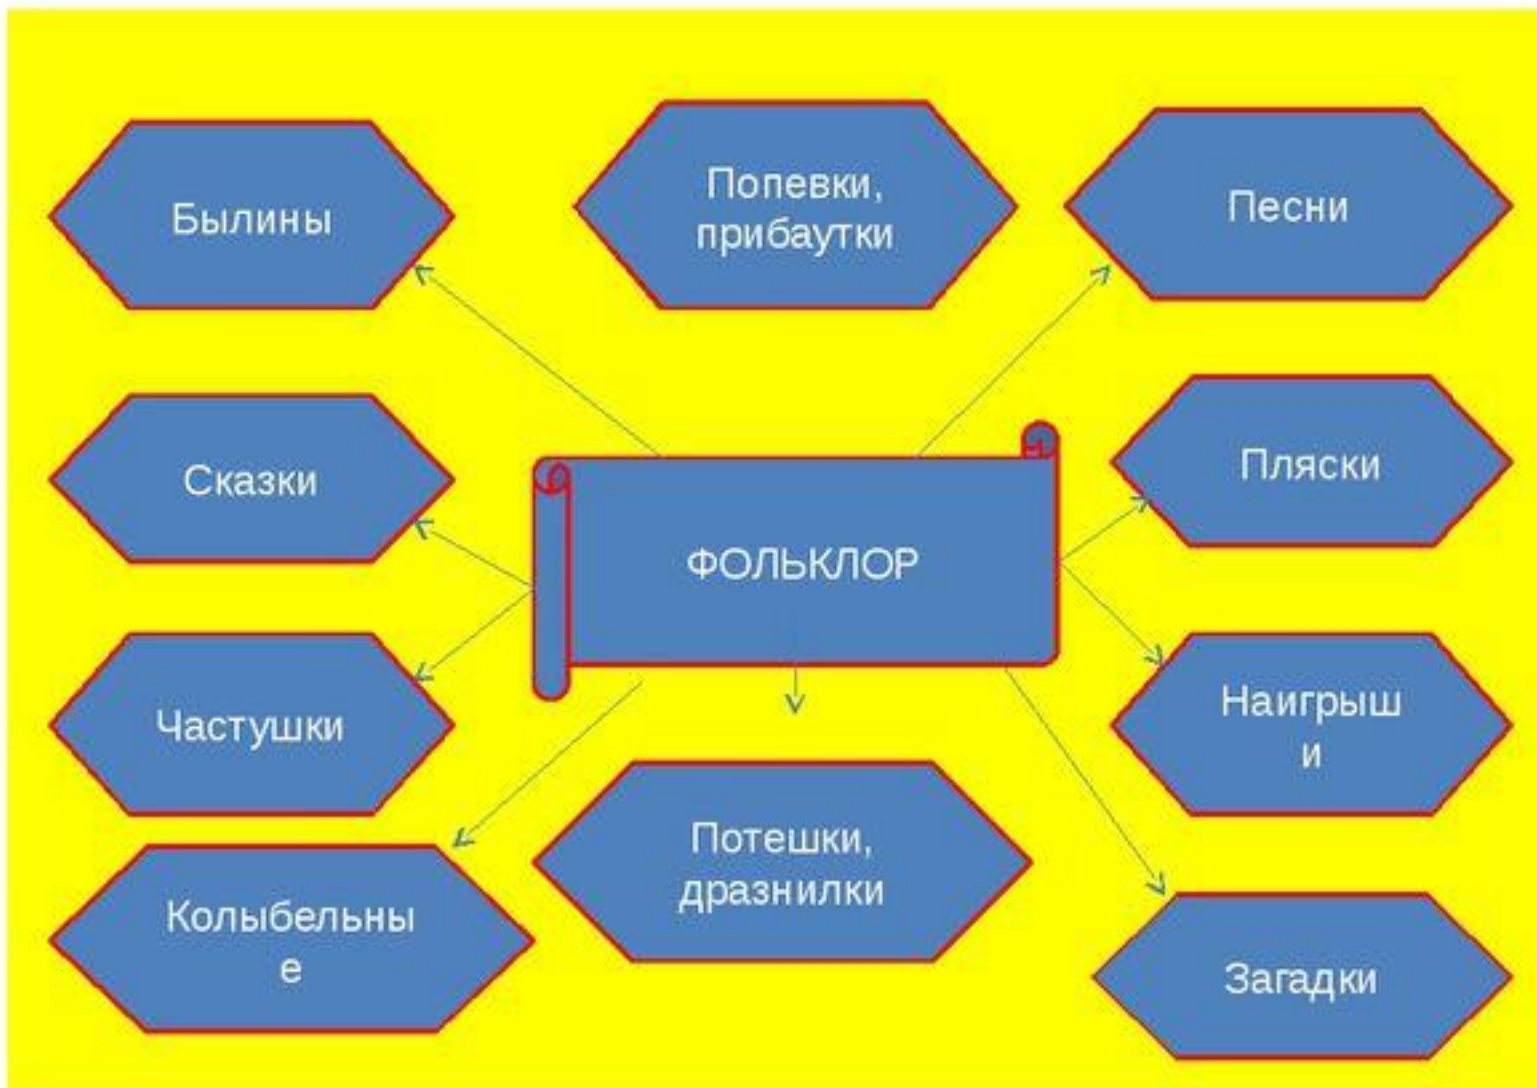 Былины
Попевки,
прибаутки
Песни
Сказки
Пляски
ФОЛЬКЛОР
Частушки
Наигрыш
и
Потешки,
дразнилки
Колыбельны
е
Загадки